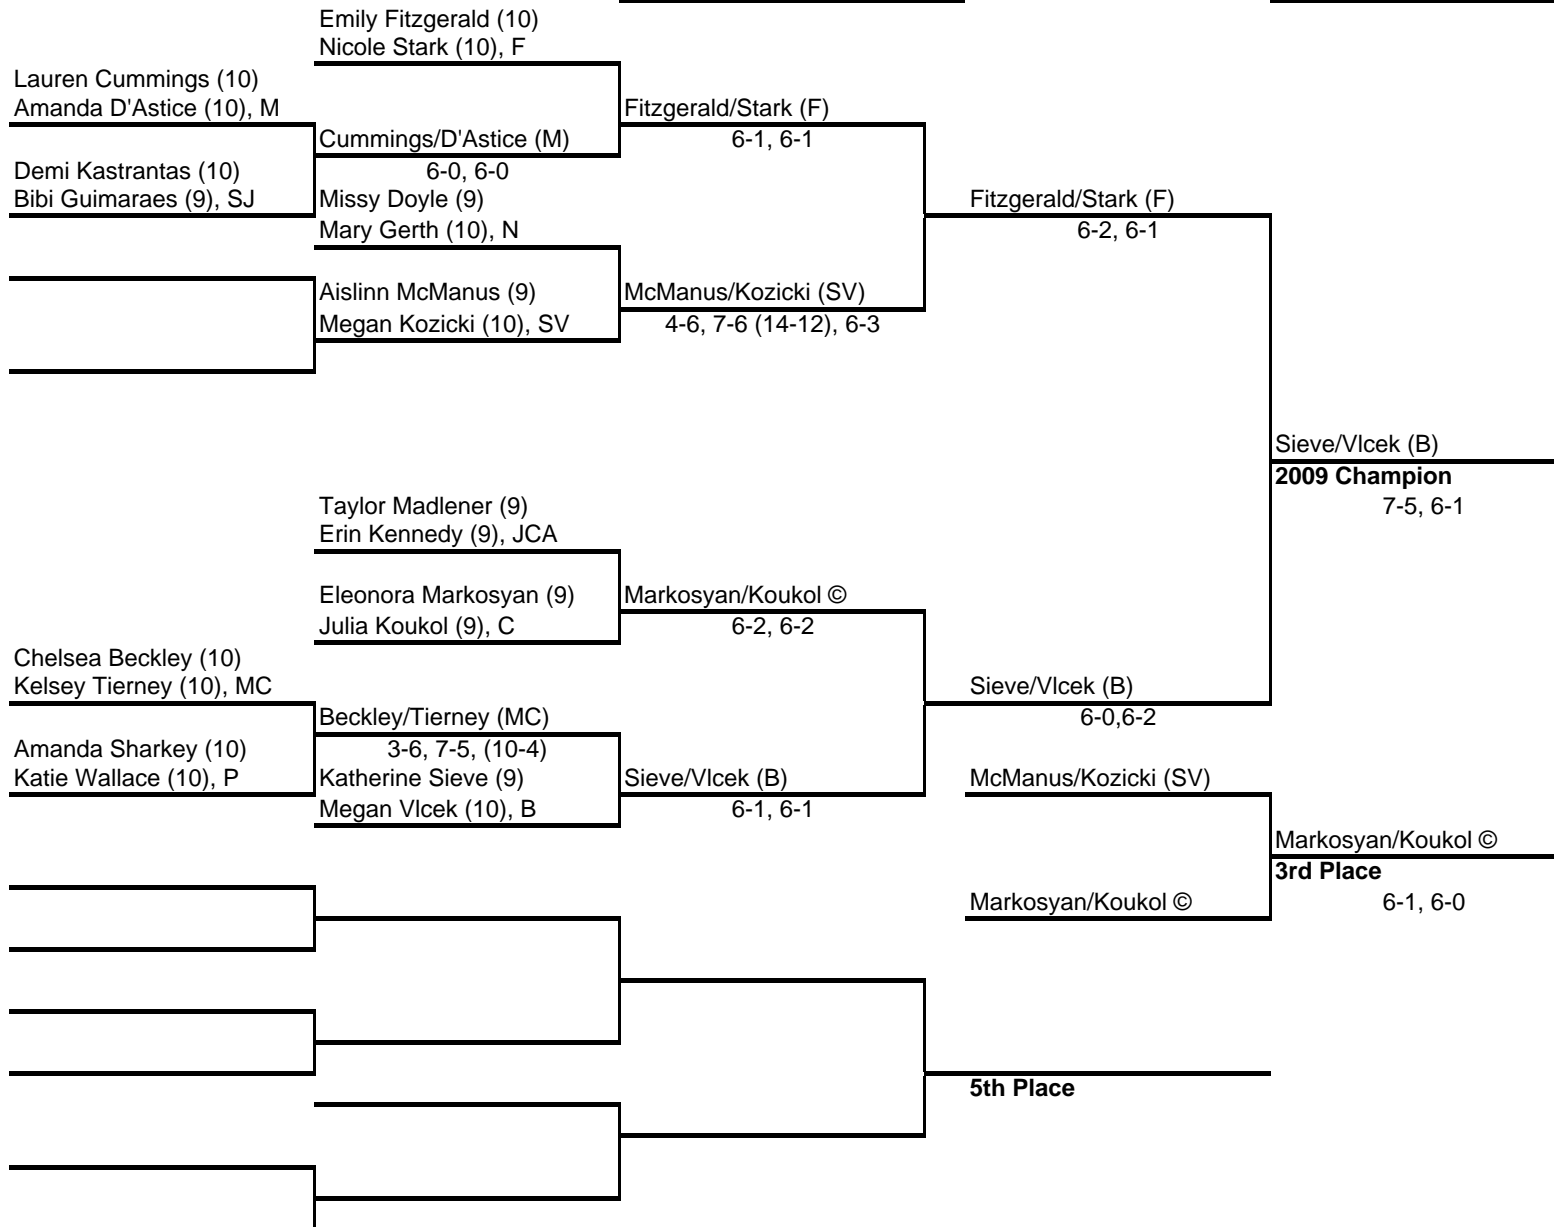 Emily Fitzgerald (10)
Nicole Stark (10), F
Lauren Cummings (10)
Amanda D'Astice (10), M
Fitzgerald/Stark (F)
Cummings/D'Astice (M)
6-1, 6-1
6-0, 6-0
Demi Kastrantas (10)
Bibi Guimaraes (9), SJ
Missy Doyle (9)
Mary Gerth (10), N
Fitzgerald/Stark (F)
6-2, 6-1
Aislinn McManus (9)
Megan Kozicki (10), SV
McManus/Kozicki (SV)
4-6, 7-6 (14-12), 6-3
Sieve/Vlcek (B)
2009 Champion
7-5, 6-1
Taylor Madlener (9)
Erin Kennedy (9), JCA
Eleonora Markosyan (9)
Julia Koukol (9), C
Markosyan/Koukol ©
6-2, 6-2
Chelsea Beckley (10)
Kelsey Tierney (10), MC
Sieve/Vlcek (B)
6-0,6-2
Beckley/Tierney (MC)
3-6, 7-5, (10-4)
Amanda Sharkey (10)
Katie Wallace (10), P
Katherine Sieve (9)
Megan Vlcek (10), B
Sieve/Vlcek (B)
6-1, 6-1
McManus/Kozicki (SV)
Markosyan/Koukol ©
3rd Place
6-1, 6-0
Markosyan/Koukol ©
5th Place